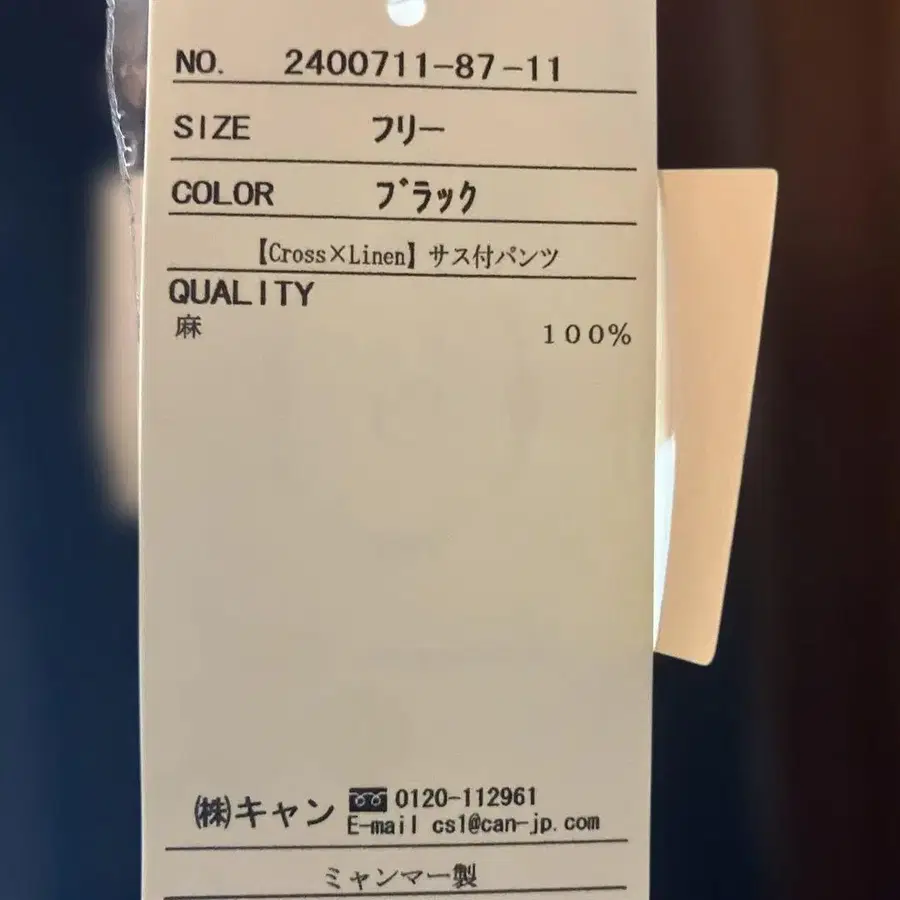 NO. 2400711-87-11
SIZE フリー
COLOR ブラック
【Cross×Linen】サス付パンツ
QUALITY
麻 100%
㈱キャン 0120-112961
E-mail cs1@can-jp.com
ミャンマー製